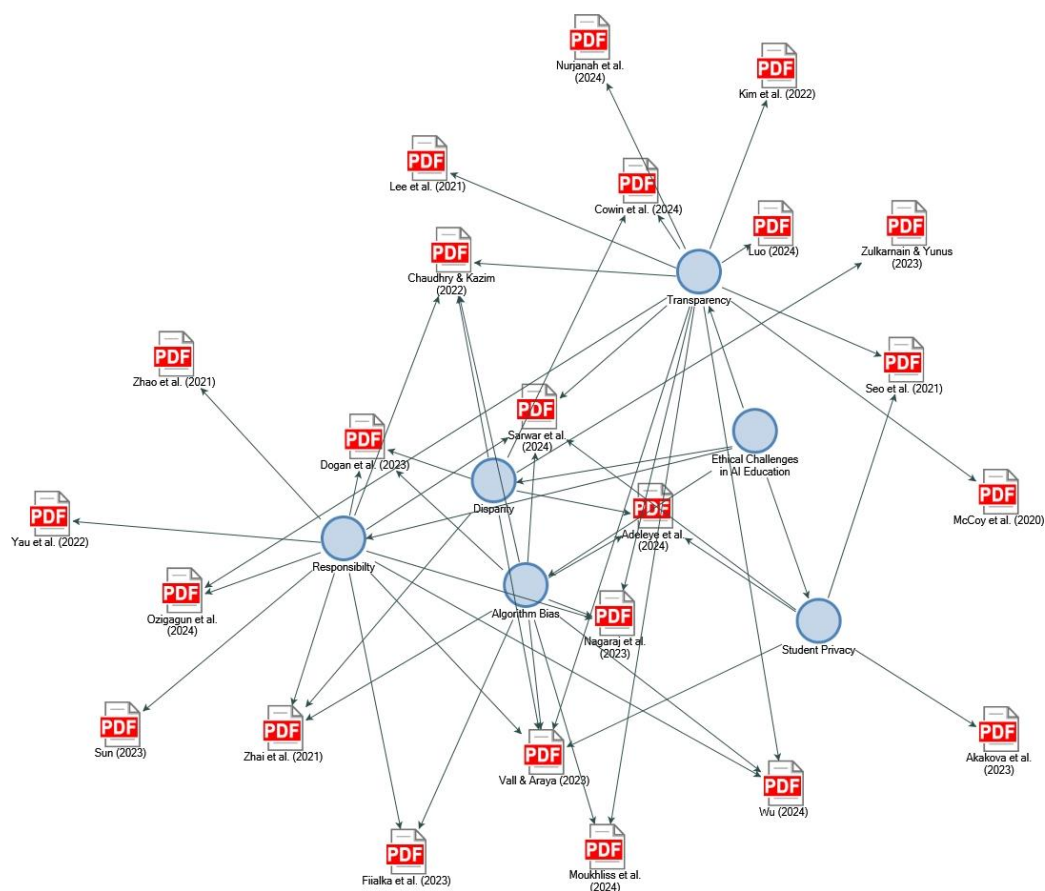 PDF
Nurjanah et al.
(2024)
PDF
Kim et al. (2022)
PDF
Lee et al. (2021)
PDF
Cowin et al. (2024)
PDF
Luo (2024)
PDF
Zulkarnain & Yunus
(2023)
PDF
Chaudhry & Kazim
(2022)
Transparency
PDF
Zhao et al. (2021)
PDF
Seo et al. (2021)
PDF
Sarwar et al.
(2024)
PDF
Dogan et al. (2023)
Ethical Challenges
in AI Education
Disparity
PDF
McCoy et al. (2020)
PDF
Adeleye et al
(2024)
PDF
Yau et al. (2022)
Responsibilty
PDF
Ozigagun et al.
(2024)
Algorithm Bias
PDF
Nagaraj et al.
(2023)
Student Privacy
PDF
Sun (2023)
PDF
Zhai et al. (2021)
PDF
Vall & Araya (2023)
PDF
Akakova et al.
(2023)
PDF
Wu (2024)
PDF
Fiialka et al. (2023)
PDF
Moukhliss et al.
(2024)